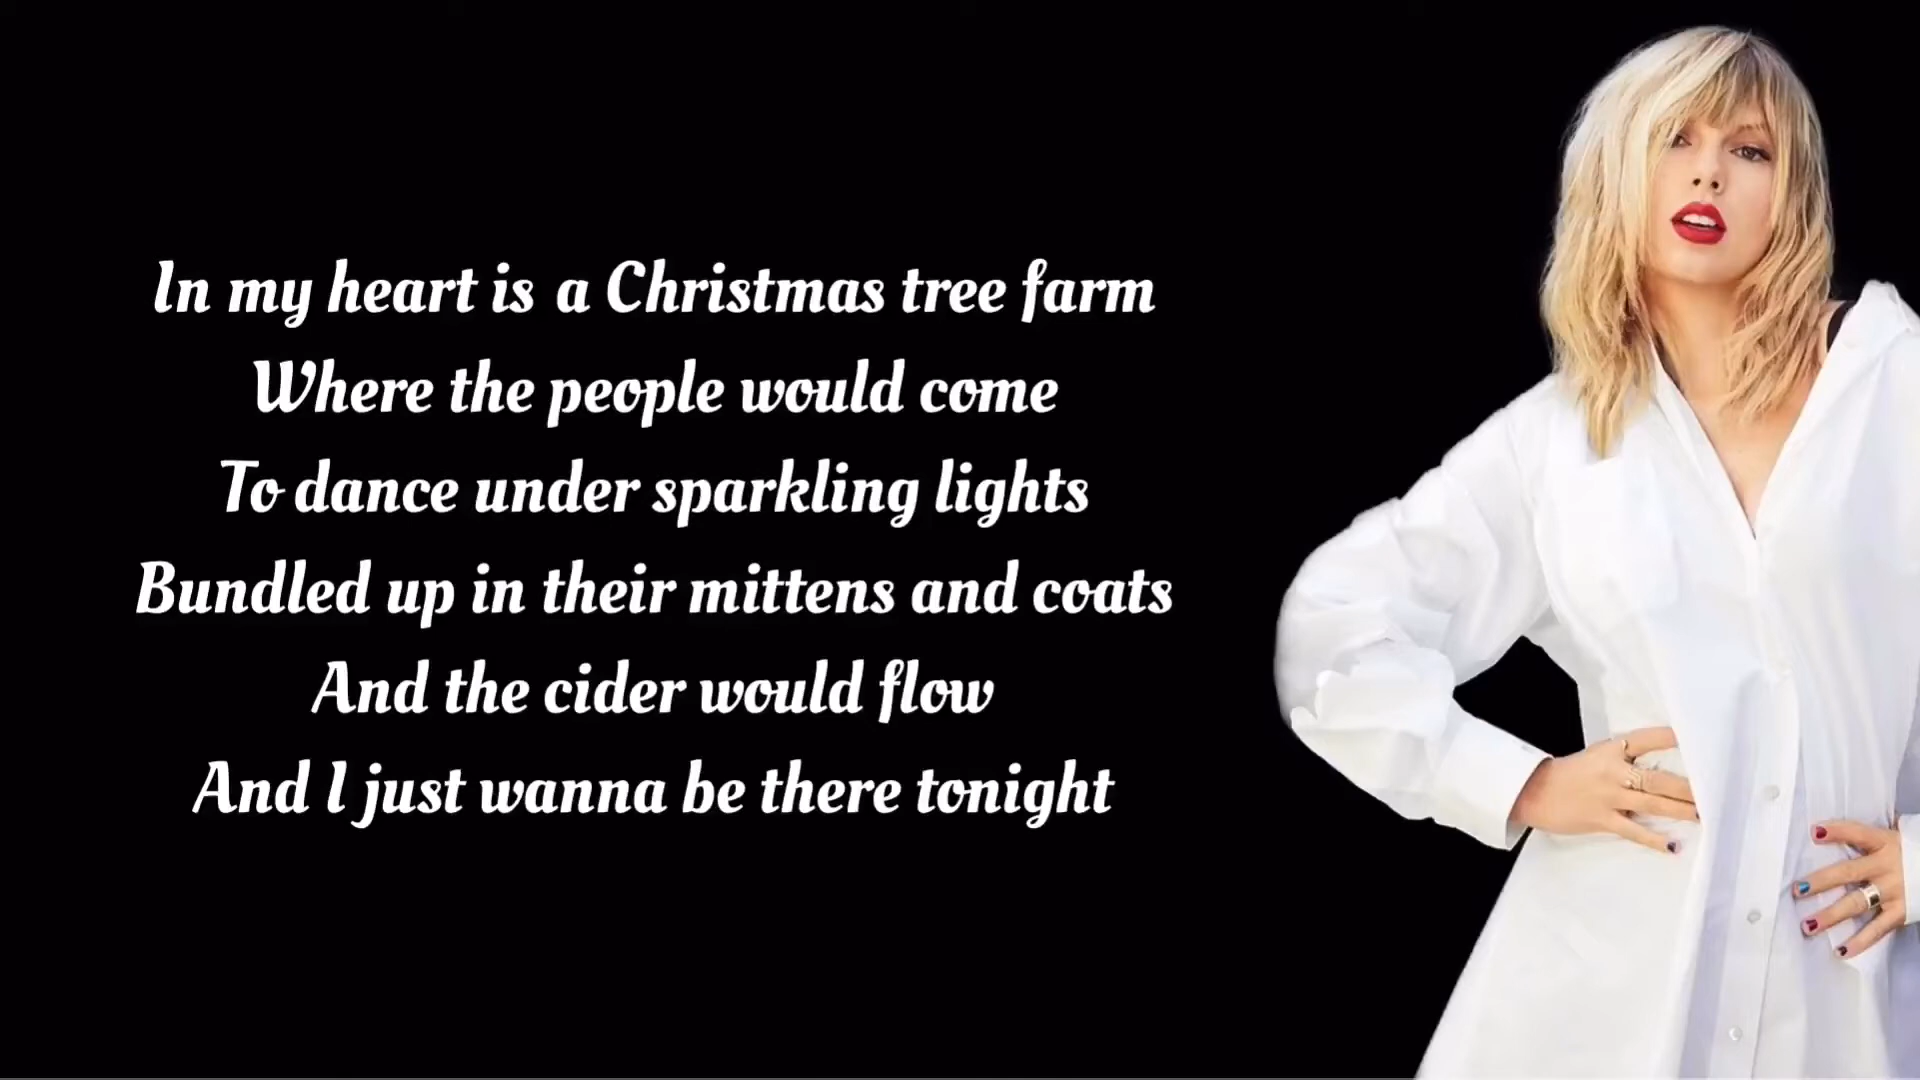 In my heart is a Christmas tree farm
Where the people would come
To dance under sparkling lights
Bundled up in their mittens and coats
And the cider would flow
And I just wanna be there tonight